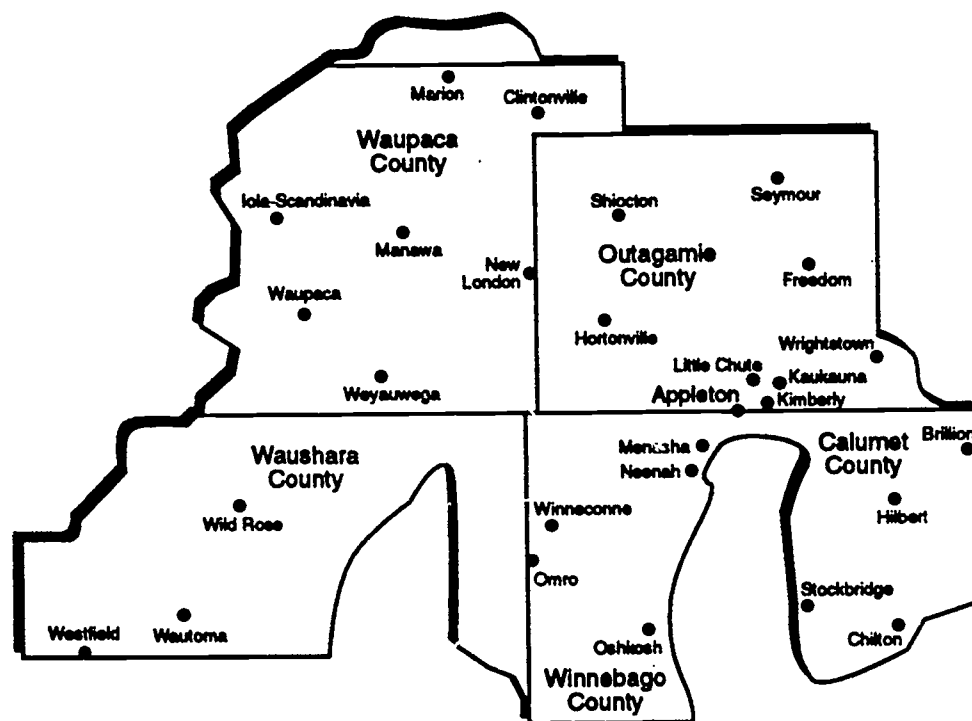 Marion
Clintonville
Waupaca
County
Iola-Scandinavia
Shiocton
Seymour
Manawa
New
London
Outagamie
County
Freedom
Waupaca
Hortonville
Wrightstown
Little Chute
Kaukauna
Weyauwega
Appleton
Kimberly
Waushara
County
Menasha
Neenah
Calumet
County
Brillion
Wild Rose
Winneconne
Hilbert
Omro
Stockbridge
Westfield
Wautoma
Oshkosh
Chilton
Winnebago
County